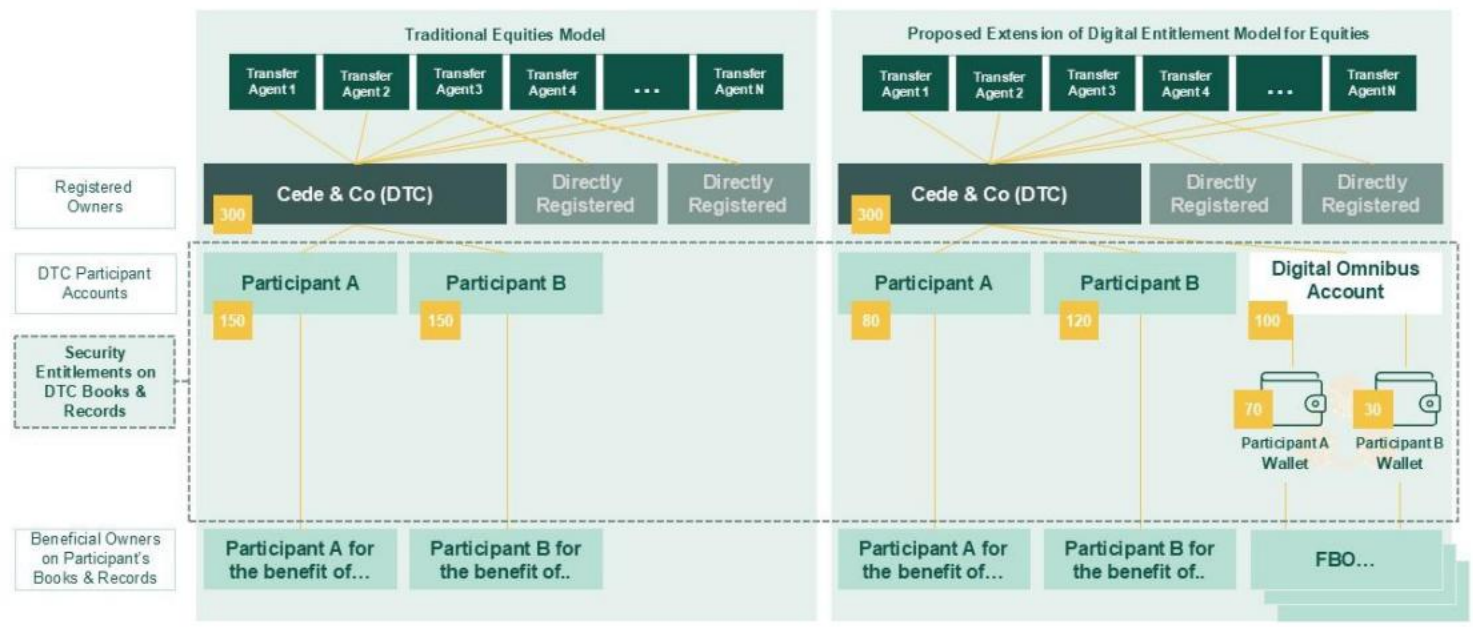 Traditional Equities Model
Transfer
Agent 1
Transfer
Agent 2
Transfer
Agent 3
Transfer
Agent 4
...
Transfer
Agent N
Registered
Owners
Cede & Co (DTC)
300
Directly
Registered
Directly
Registered
DTC Participant
Accounts
Participant A
150
Participant B
150
Security
Entitlements on
DTC Books &
Records
Beneficial Owners
on Participant's
Books & Records
Participant A for
the benefit of...
Participant B for
the benefit of..
Proposed Extension of Digital Entitlement Model for Equities
Transfer
Agent 1
Transfer
Agent 2
Transfer
Agent 3
Transfer
Agent 4
...
Transfer
Agent N
Cede & Co (DTC)
300
Directly
Registered
Directly
Registered
Participant A
80
Participant B
120
Digital Omnibus
Account
100
70
Participant A
Wallet
30
Participant B
Wallet
Participant A for
the benefit of...
Participant B for
the benefit of..
FBO...